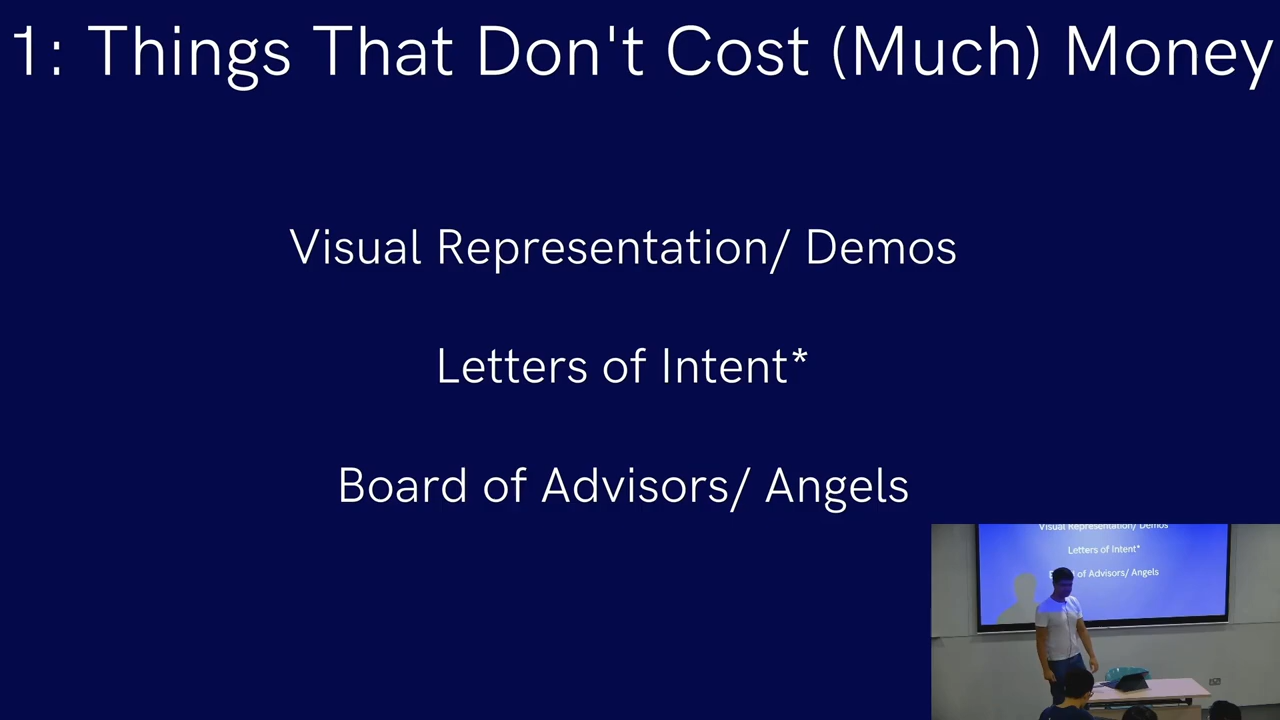 1: Things That Don't Cost (Much) Money
Visual Representation/ Demos
Letters of Intent*
Board of Advisors/ Angels
Visual Representation/ Demos
Letters of Intent*
of Advisors/ Angels